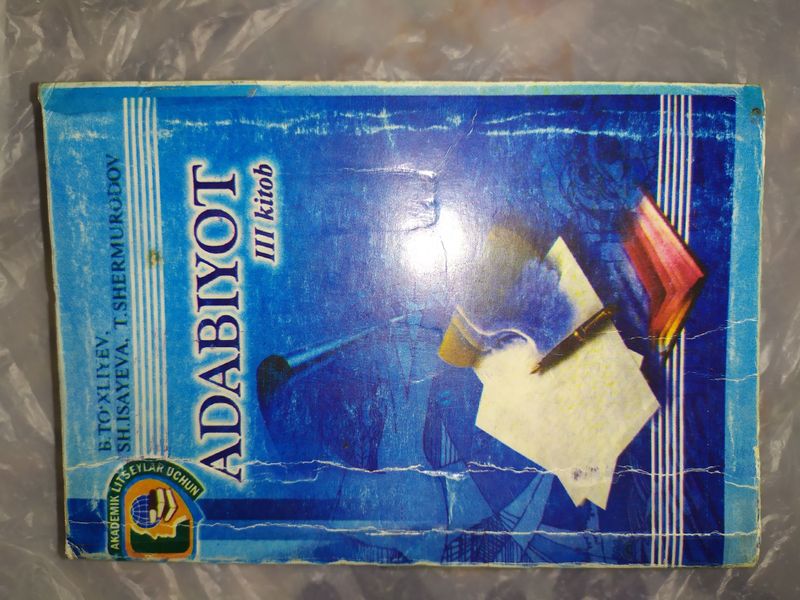 B.TO‘XLIYEV,
SH.ISAYEVA, T.SHERMURODOV
ADABIYOT
III kitob
AKADEMIK LITSEYLAR UCHUN